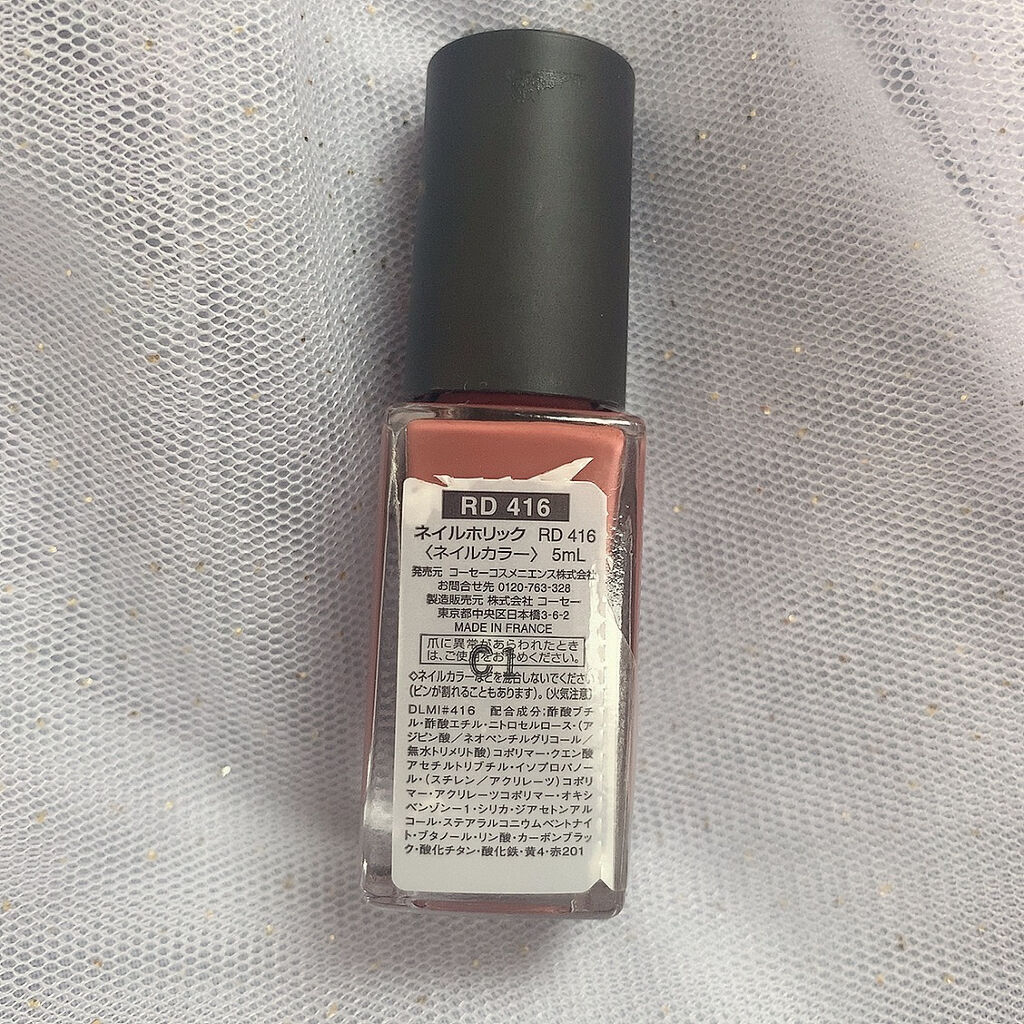 RD 416
ネイルホリック RD 416
〈ネイルカラー〉 5mL
発売元 コーセーコスメニエンス株式会社
お問合せ先 0120-763-328
製造販売元 株式会社 コーセー
東京都中央区日本橋3-6-2
MADE IN FRANCE
爪に異常があらわれたとき
は、ご使用をおやめください。
C1
◇ネイルカラーなどを混合しないでください
(ビンが割れることもあります)。〔火気注意〕
DLMI#416 配合成分;酢酸ブチ
ル・酢酸エチル・ニトロセルロース・(ア
ジピン酸/ネオペンチルグリコール/
無水トリメリト酸)コポリマー・クエン酸
アセチルトリブチル・イソプロパノー
ル・(スチレン/アクリレーツ)コポリ
マー・アクリレーツコポリマー・オキシ
ベンゾン-1・シリカ・ジアセトンアル
コール・ステアラルコニウムベントナイ
ト・ブタノール・リン酸・カーボンブラッ
ク・酸化チタン・酸化鉄・黄4・赤201